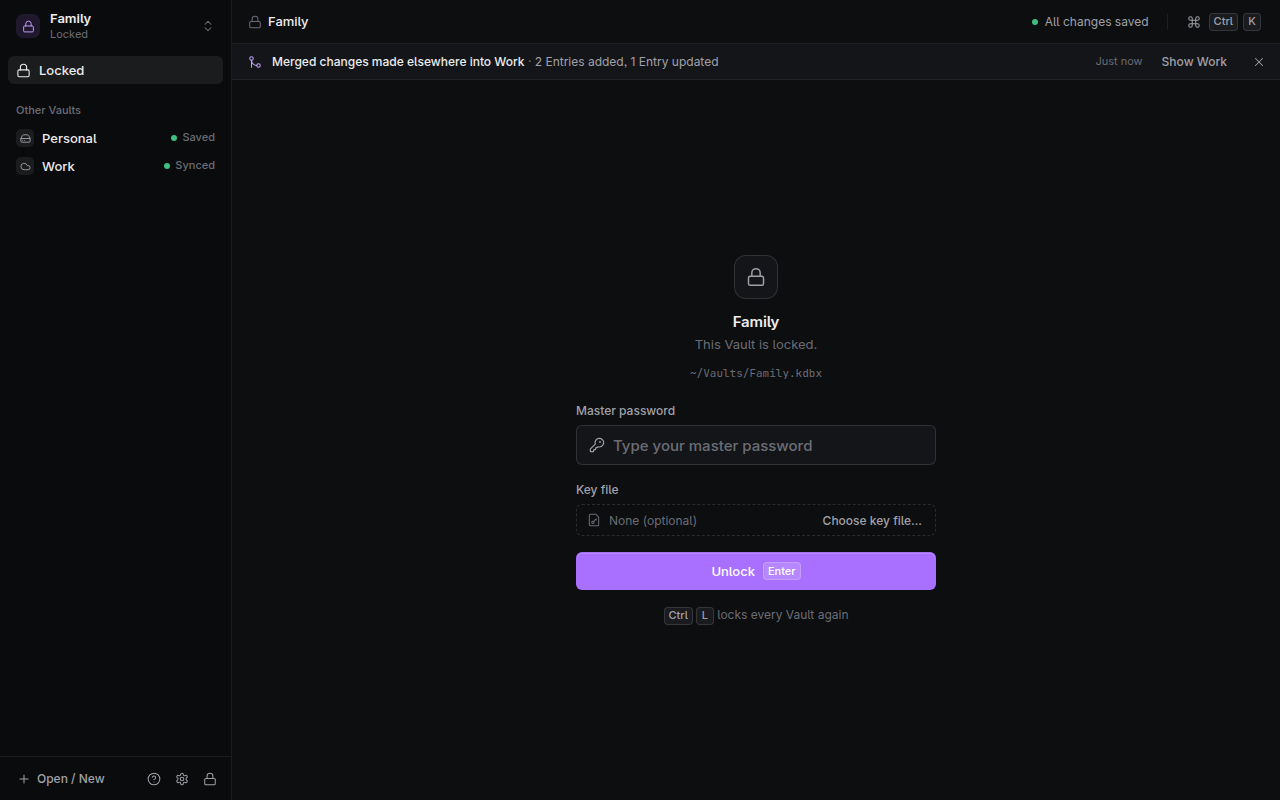 Family
Locked
Locked
Other Vaults
Personal Saved
Work Synced
Open / New
Family
All changes saved
Ctrl K
Merged changes made elsewhere into Work · 2 Entries added, 1 Entry updated
Just now
Show Work
Family
This Vault is locked.
~/Vaults/Family.kdbx
Master password
Type your master password
Key file
None (optional)
Choose key file...
Unlock Enter
Ctrl L locks every Vault again